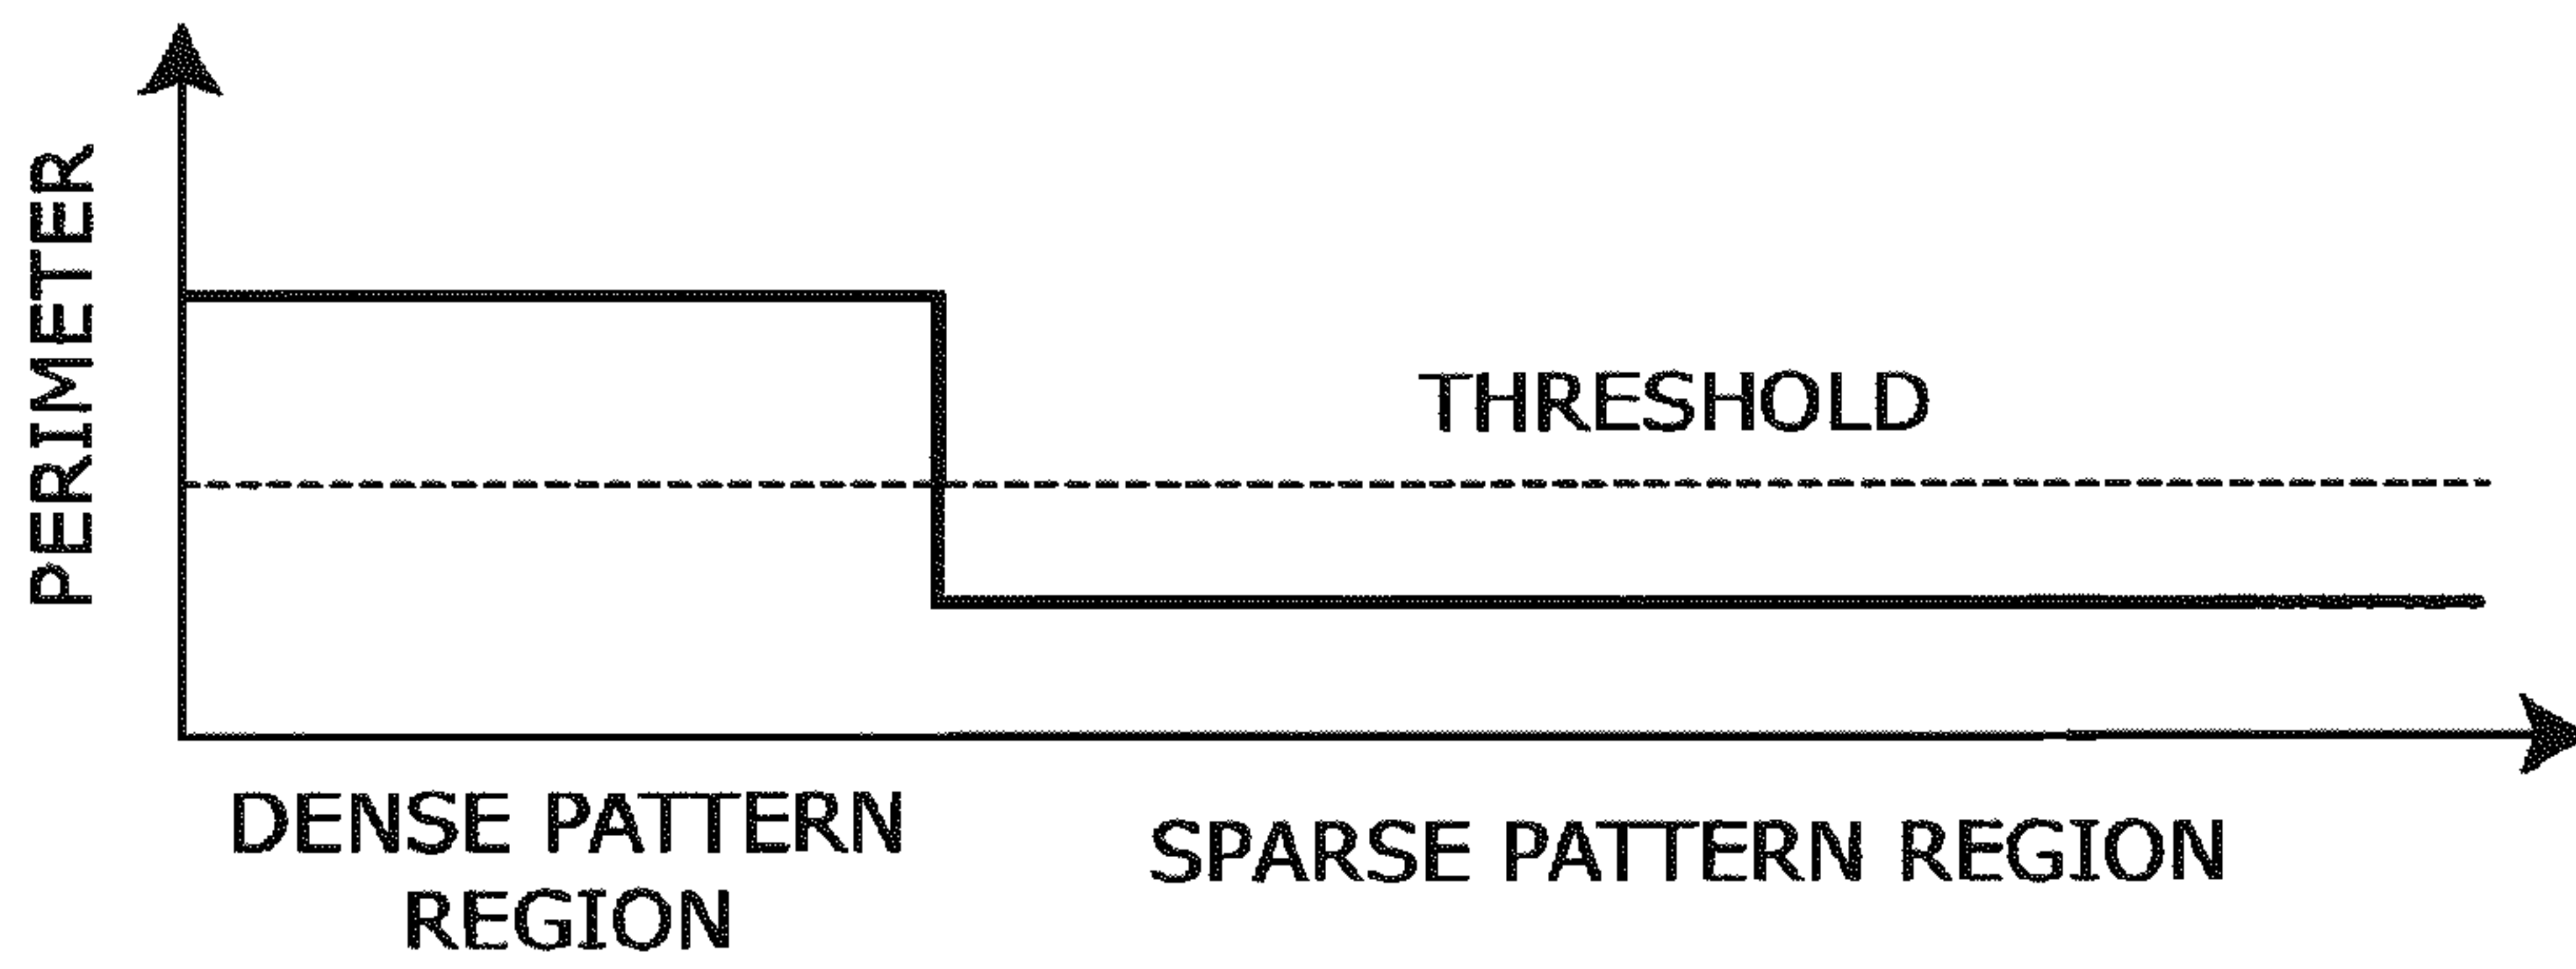 PERIMETER
THRESHOLD
DENSE PATTERN
REGION
SPARSE PATTERN REGION